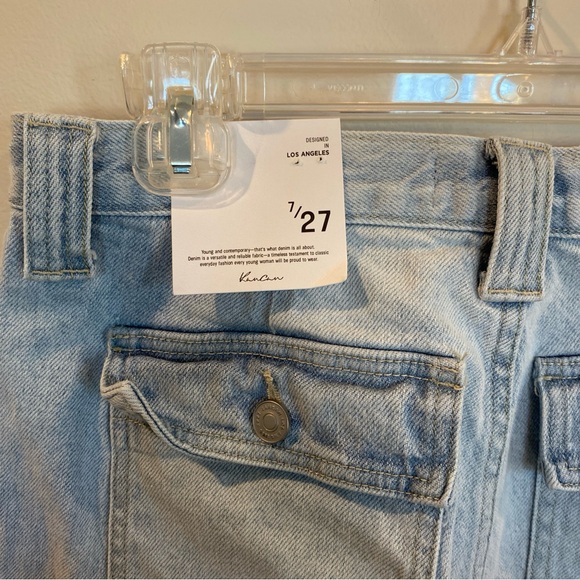 DESIGNED
IN
LOS ANGELES
7/27
Young and contemporary—that's what denim is all about.
Denim is a versatile and reliable fabric—a timeless testament to classic
everyday fashion every young woman will be proud to wear.
KanCan